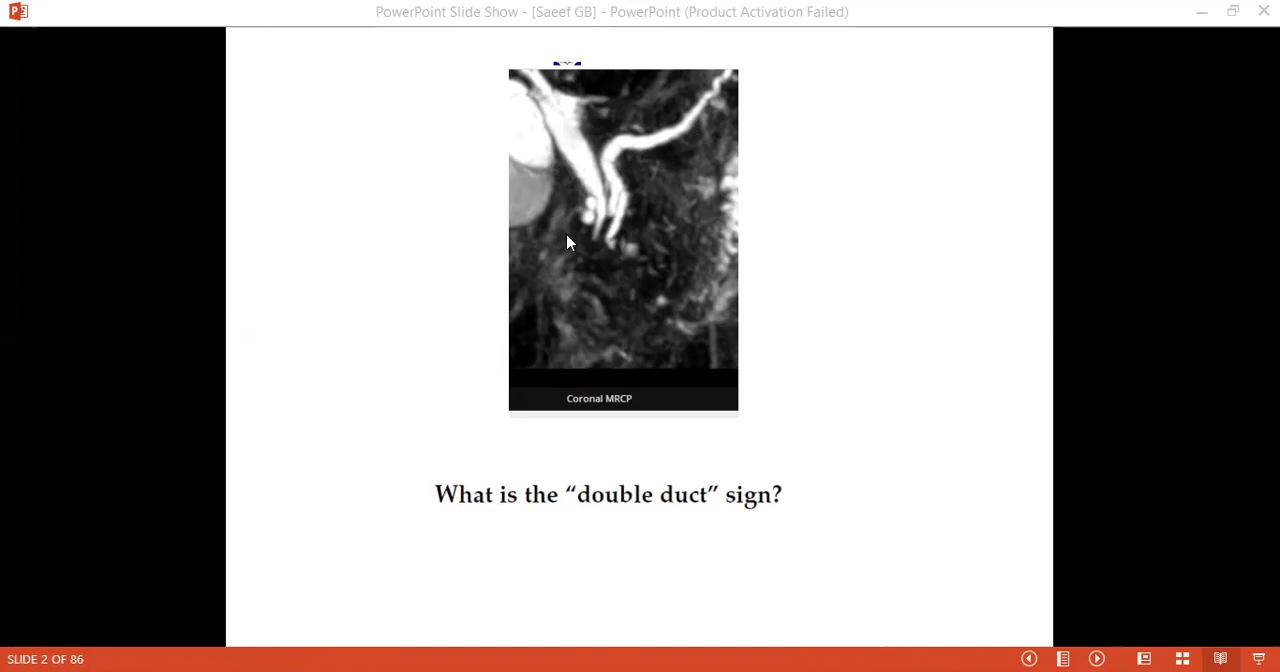 PowerPoint Slide Show - [Saeef GB] - PowerPoint (Product Activation Failed)
Coronal MRCP
What is the “double duct” sign?
SLIDE 2 OF 86